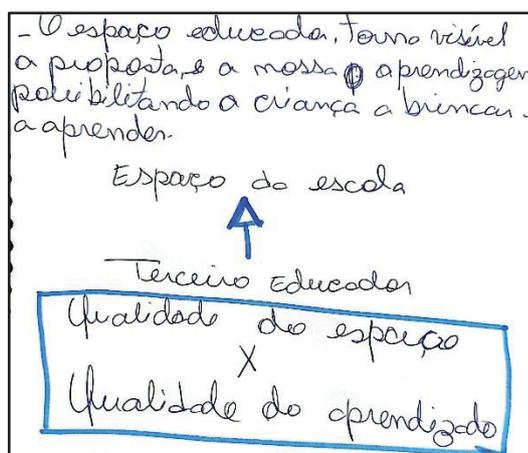 - O espaço educador, torna visível
a proposta, e a nossa aprendizagem
possibilitando a criança a brincar.
a aprender.
Espaço da escola
Terceiro Educador
Qualidade do espaço
X
Qualidade do aprendizado